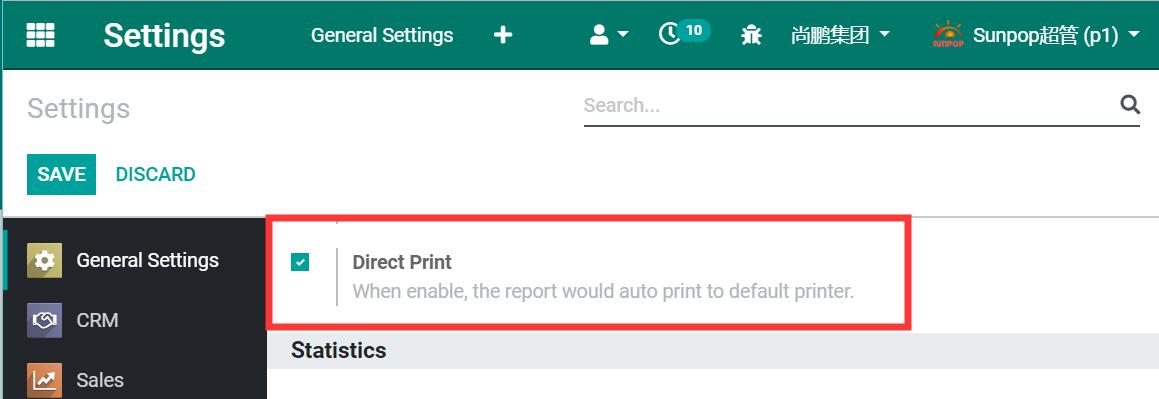 Settings
General Settings
10
尚鹏集团
SUNPOP
Sunpop超管 (p1)
Settings
Search...
SAVE
DISCARD
General Settings
CRM
Sales
Direct Print
When enable, the report would auto print to default printer.
Statistics